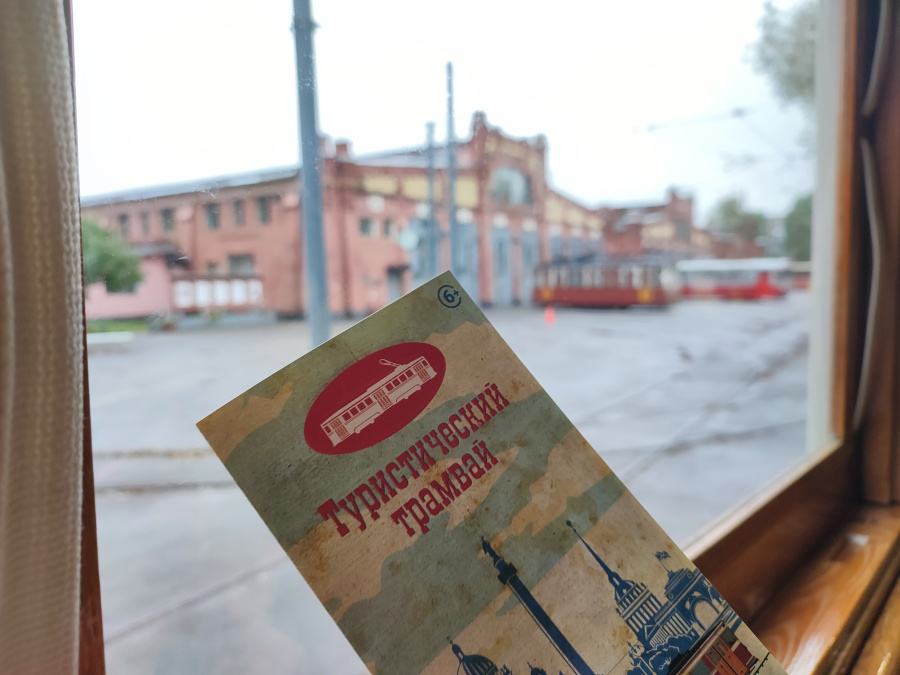 6+
Туристический
трамвай